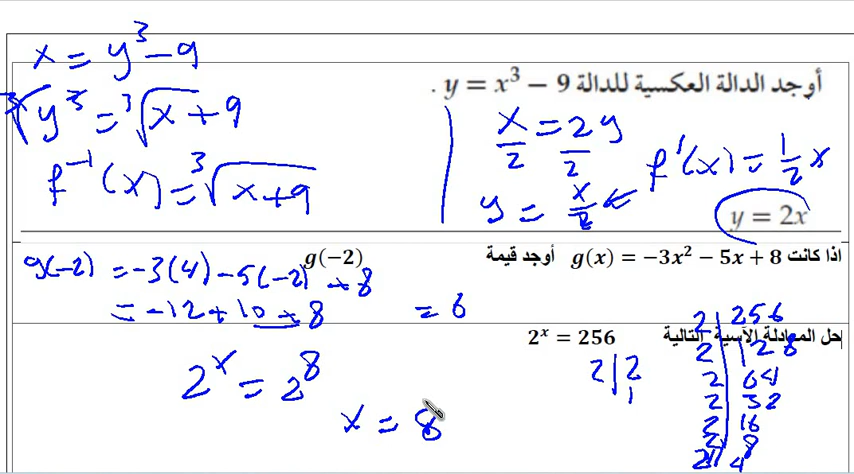 أوجد الدالة العكسية للدالة y = x³ − 9 .
x = y³ − 9
∛y³ = ∛x + 9
f⁻¹(x) = ∛x+9
x/2 = 2y/2
y = x/2
f'(x) = 1/2 x
y = 2x
اذا كانت g(x) = −3x² − 5x + 8 أوجد قيمة g(−2)
g(−2) = −3(4) − 5(−2) + 8
= −12 + 10 + 8 = 6
حل المعادلة الآسية التالية 2ˣ = 256
2ˣ = 2⁸
x = 8
2 | 256
2 | 128
2 | 64
2 | 32
2 | 16
2 | 8
2 | 4
2 | 2
1